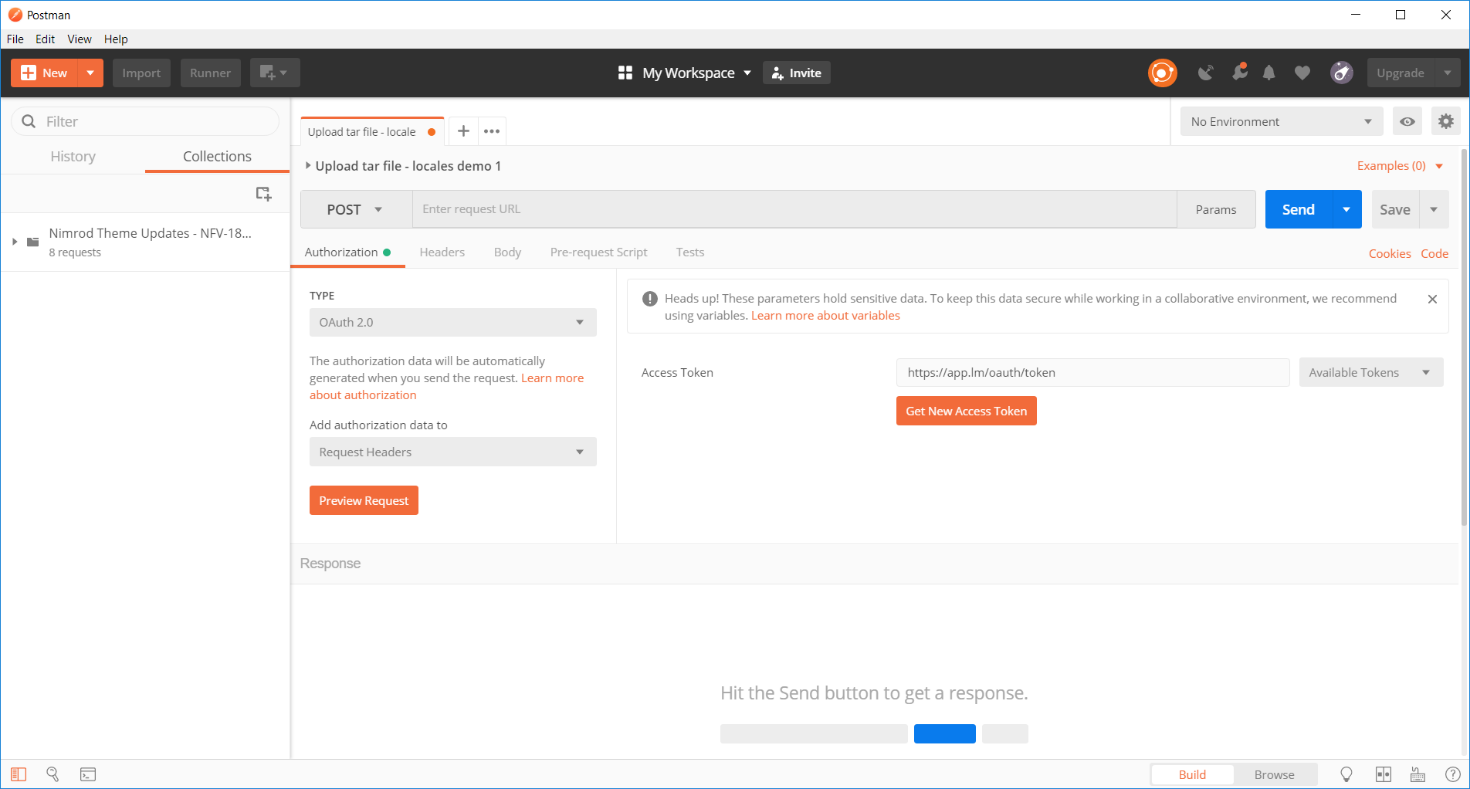 Postman
File Edit View Help
New Import Runner My Workspace Invite Upgrade
Filter
History Collections
Nimrod Theme Updates - NFV-18...
8 requests
Upload tar file - locale
No Environment
Upload tar file - locales demo 1
Examples (0)
POST Enter request URL Params Send Save
Authorization Headers Body Pre-request Script Tests Cookies Code
TYPE
OAuth 2.0
The authorization data will be automatically
generated when you send the request. Learn more
about authorization
Add authorization data to
Request Headers
Preview Request
Heads up! These parameters hold sensitive data. To keep this data secure while working in a collaborative environment, we recommend
using variables. Learn more about variables
Access Token https://app.lm/oauth/token Available Tokens
Get New Access Token
Response
Hit the Send button to get a response.
Build Browse